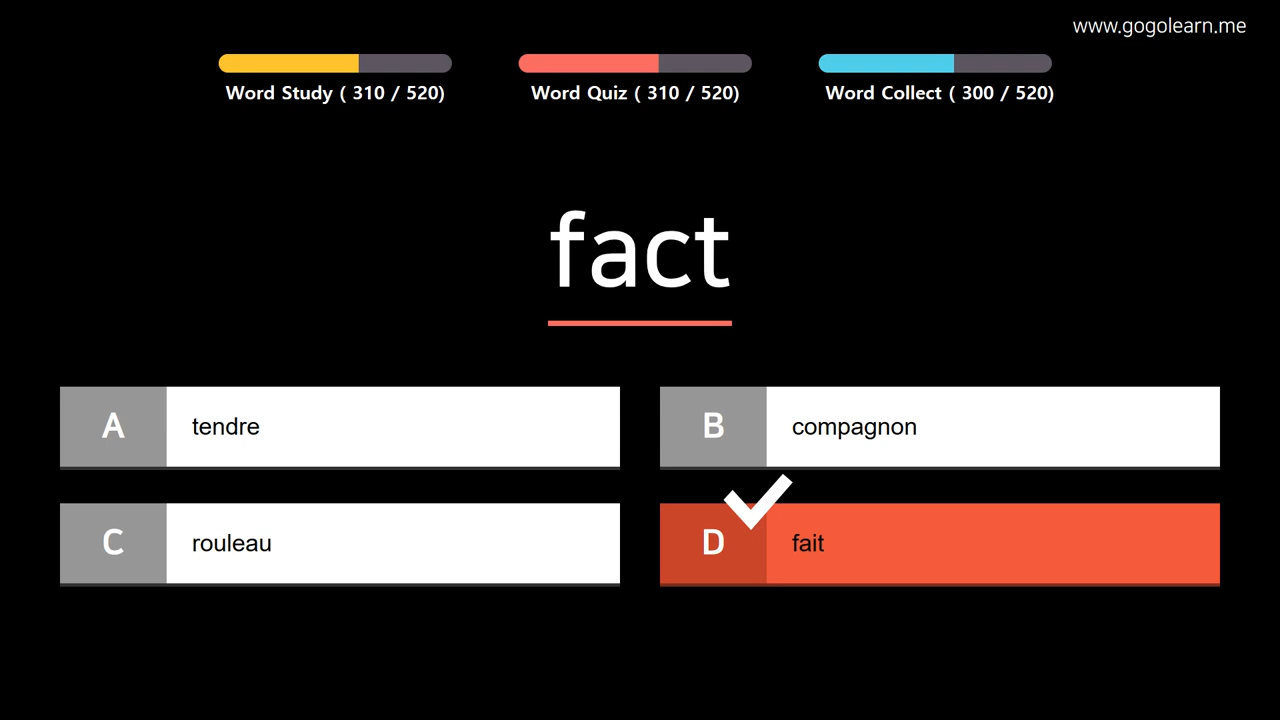 www.gogolearn.me
Word Study ( 310 / 520)
Word Quiz ( 310 / 520)
Word Collect ( 300 / 520)
fact
A tendre
B compagnon
C rouleau
D fait